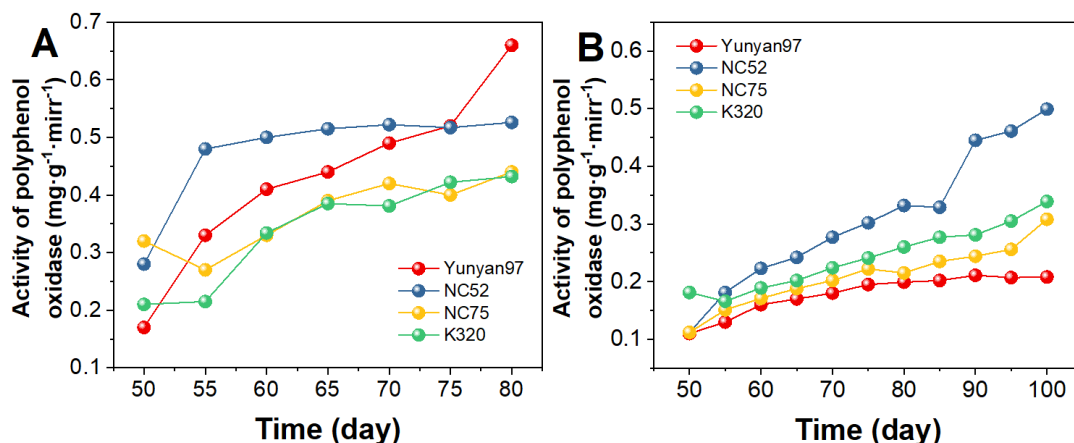 A
Activity of polyphenol
oxidase (mg·g⁻¹·mirr⁻¹)
0.7
0.6
0.5
0.4
0.3
0.2
0.1
Yunyan97
NC52
NC75
K320
50 55 60 65 70 75 80
Time (day)
B
Activity of polyphenol
oxidase (mg·g⁻¹·mirr⁻¹)
0.6
0.5
0.4
0.3
0.2
0.1
Yunyan97
NC52
NC75
K320
50 60 70 80 90 100
Time (day)